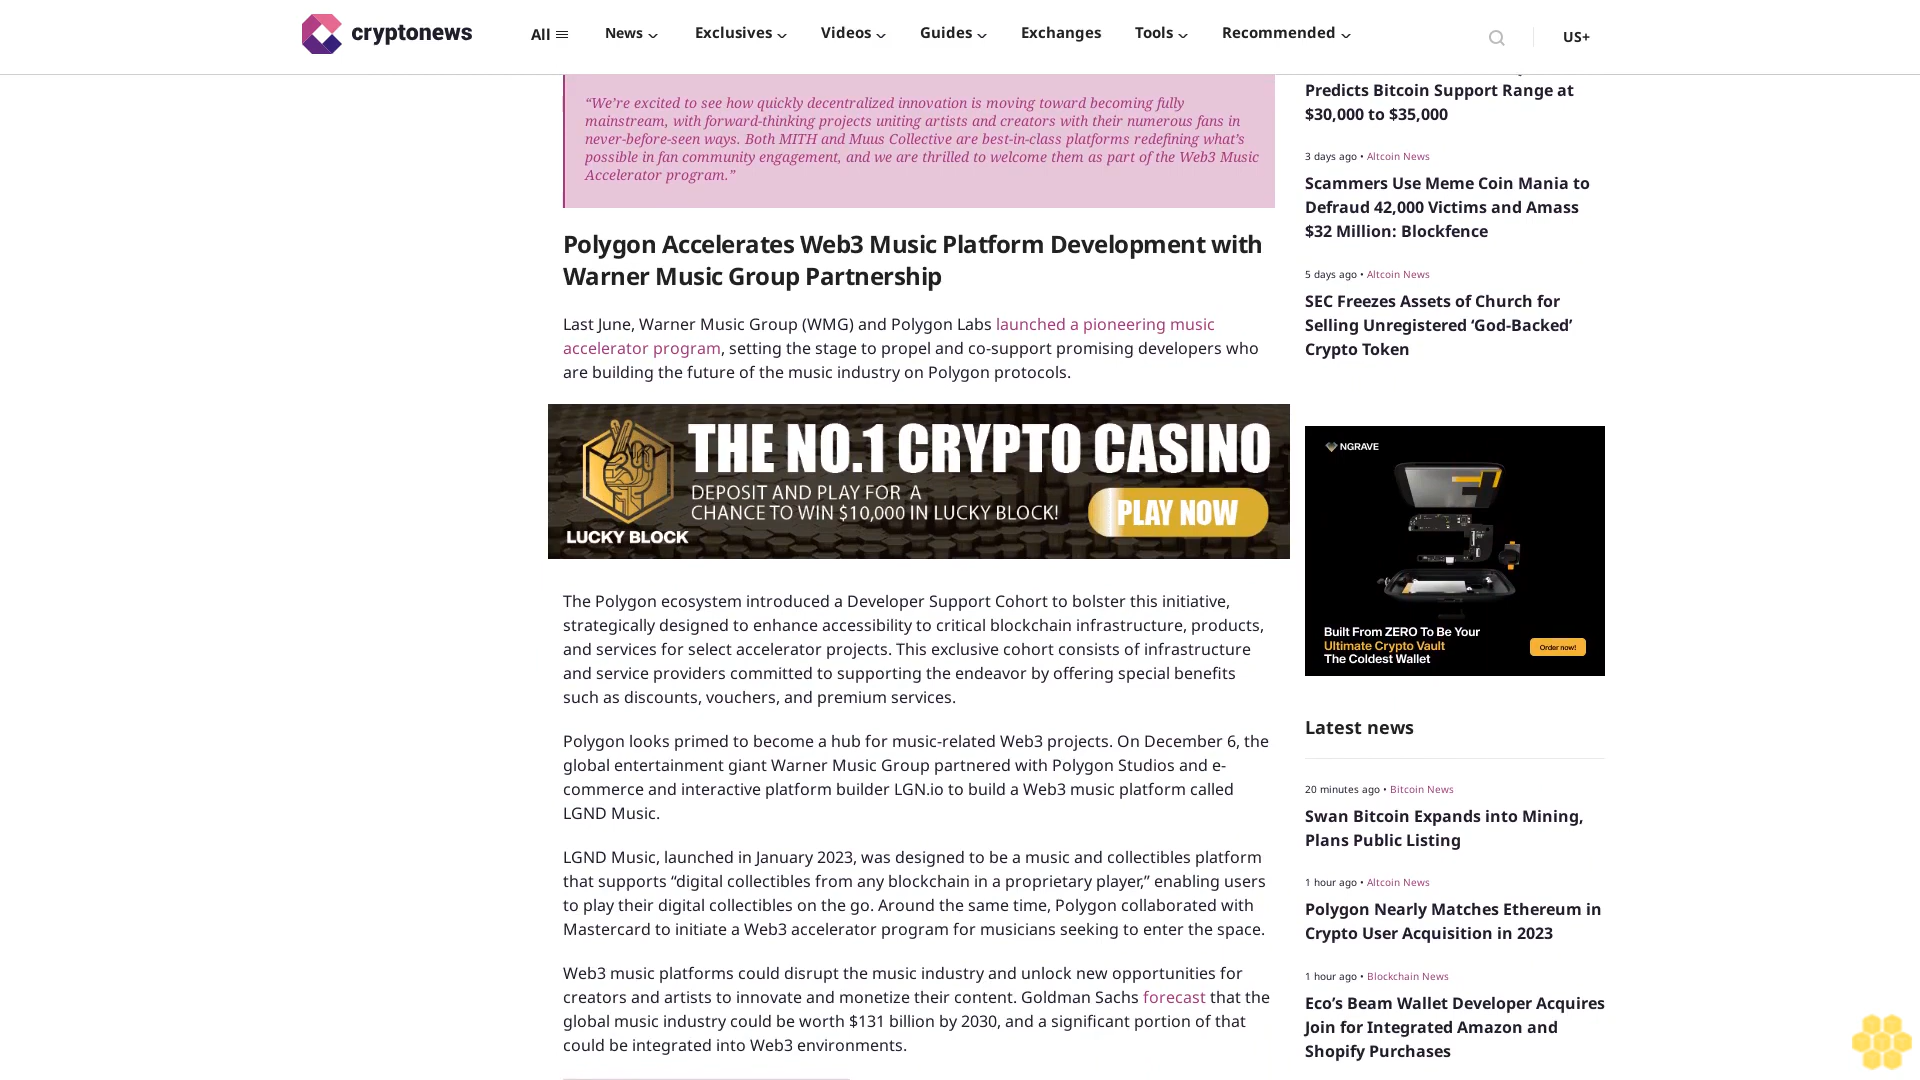 cryptonews
All
News
Exclusives
Videos
Guides
Exchanges
Tools
Recommended
US+
“We’re excited to see how quickly decentralized innovation is moving toward becoming fully
mainstream, with forward-thinking projects uniting artists and creators with their numerous fans in
never-before-seen ways. Both MITH and Muus Collective are best-in-class platforms redefining what’s
possible in fan community engagement, and we are thrilled to welcome them as part of the Web3 Music
Accelerator program.”
Polygon Accelerates Web3 Music Platform Development with
Warner Music Group Partnership
Last June, Warner Music Group (WMG) and Polygon Labs launched a pioneering music
accelerator program, setting the stage to propel and co-support promising developers who
are building the future of the music industry on Polygon protocols.
THE NO.1 CRYPTO CASINO
DEPOSIT AND PLAY FOR A
CHANCE TO WIN $10,000 IN LUCKY BLOCK!
PLAY NOW
LUCKY BLOCK
The Polygon ecosystem introduced a Developer Support Cohort to bolster this initiative,
strategically designed to enhance accessibility to critical blockchain infrastructure, products,
and services for select accelerator projects. This exclusive cohort consists of infrastructure
and service providers committed to supporting the endeavor by offering special benefits
such as discounts, vouchers, and premium services.
Polygon looks primed to become a hub for music-related Web3 projects. On December 6, the
global entertainment giant Warner Music Group partnered with Polygon Studios and e-
commerce and interactive platform builder LGN.io to build a Web3 music platform called
LGND Music.
LGND Music, launched in January 2023, was designed to be a music and collectibles platform
that supports “digital collectibles from any blockchain in a proprietary player,” enabling users
to play their digital collectibles on the go. Around the same time, Polygon collaborated with
Mastercard to initiate a Web3 accelerator program for musicians seeking to enter the space.
Web3 music platforms could disrupt the music industry and unlock new opportunities for
creators and artists to innovate and monetize their content. Goldman Sachs forecast that the
global music industry could be worth $131 billion by 2030, and a significant portion of that
could be integrated into Web3 environments.
Predicts Bitcoin Support Range at
$30,000 to $35,000
3 days ago • Altcoin News
Scammers Use Meme Coin Mania to
Defraud 42,000 Victims and Amass
$32 Million: Blockfence
5 days ago • Altcoin News
SEC Freezes Assets of Church for
Selling Unregistered ‘God-Backed’
Crypto Token
NGRAVE
Built From ZERO To Be Your
Ultimate Crypto Vault
The Coldest Wallet
Order now!
Latest news
20 minutes ago • Bitcoin News
Swan Bitcoin Expands into Mining,
Plans Public Listing
1 hour ago • Altcoin News
Polygon Nearly Matches Ethereum in
Crypto User Acquisition in 2023
1 hour ago • Blockchain News
Eco’s Beam Wallet Developer Acquires
Join for Integrated Amazon and
Shopify Purchases